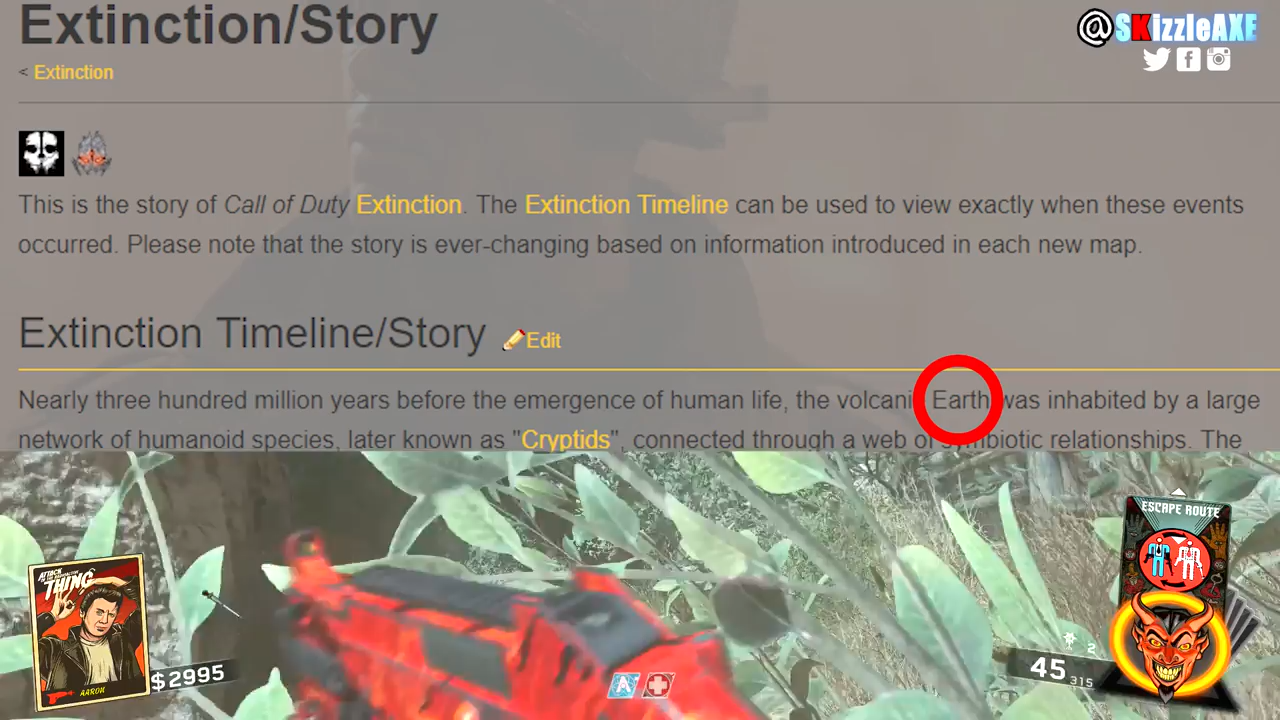 Extinction/Story
@SKizzleAXE
< Extinction
This is the story of Call of Duty Extinction. The Extinction Timeline can be used to view exactly when these events
occurred. Please note that the story is ever-changing based on information introduced in each new map.
Extinction Timeline/Story Edit
Nearly three hundred million years before the emergence of human life, the volcani Earth was inhabited by a large
network of humanoid species, later known as "Cryptids", connected through a web of symbiotic relationships. The
ESCAPE ROUTE
ATTACK
THING
AARON
$2995
A
2
45 315